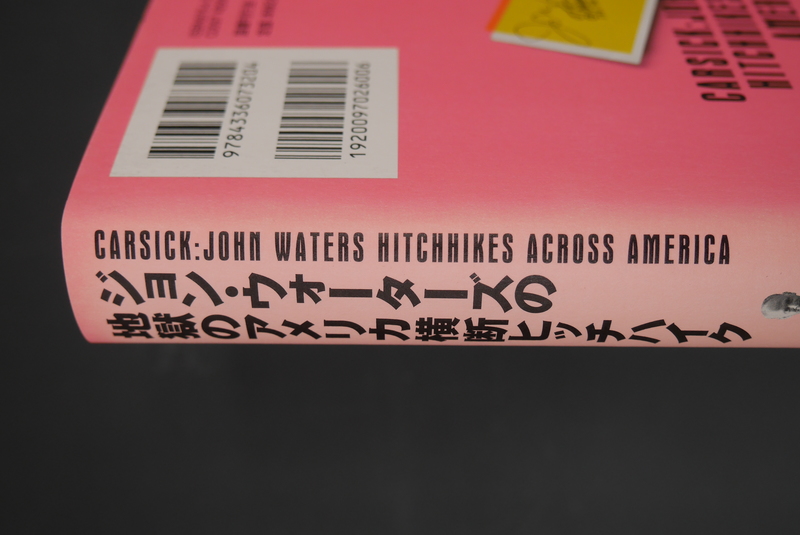 9784336073204
1920097026006
CARSICK:JOHN WATERS HITCHHIKES ACROSS AMERICA
ジョン・ウォーターズの
地獄のアメリカ横断ヒッチハイク